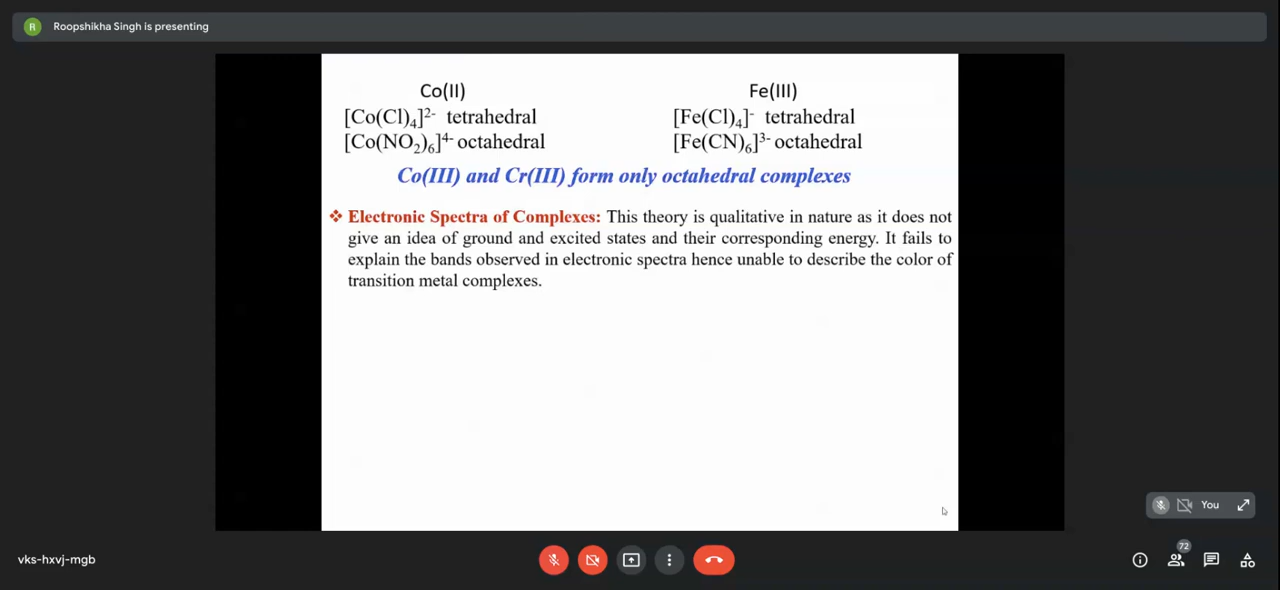 R Roopshikha Singh is presenting
Co(II) Fe(III)
[Co(Cl)₄]²⁻ tetrahedral [Fe(Cl)₄]⁻ tetrahedral
[Co(NO₂)₆]⁴⁻ octahedral [Fe(CN)₆]³⁻ octahedral
Co(III) and Cr(III) form only octahedral complexes
❖ Electronic Spectra of Complexes: This theory is qualitative in nature as it does not
give an idea of ground and excited states and their corresponding energy. It fails to
explain the bands observed in electronic spectra hence unable to describe the color of
transition metal complexes.
You
vks-hxvj-mgb
72